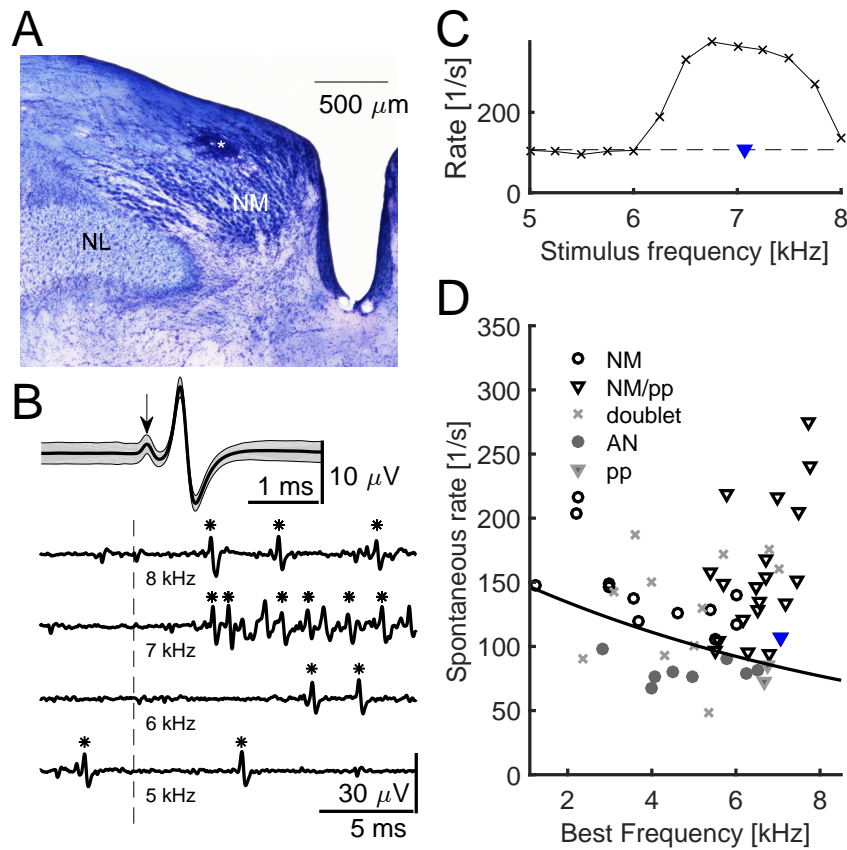 A
500 μm
*
NM
NL
B
1 ms
10 μV
* * *
8 kHz
* * * * * *
7 kHz
* *
6 kHz
* *
5 kHz
30 μV
5 ms
C
Rate [1/s]
200
0
5 6 7 8
Stimulus frequency [kHz]
D
Spontaneous rate [1/s]
350
300
250
200
150
100
50
0
NM
NM/pp
doublet
AN
pp
2 4 6 8
Best Frequency [kHz]